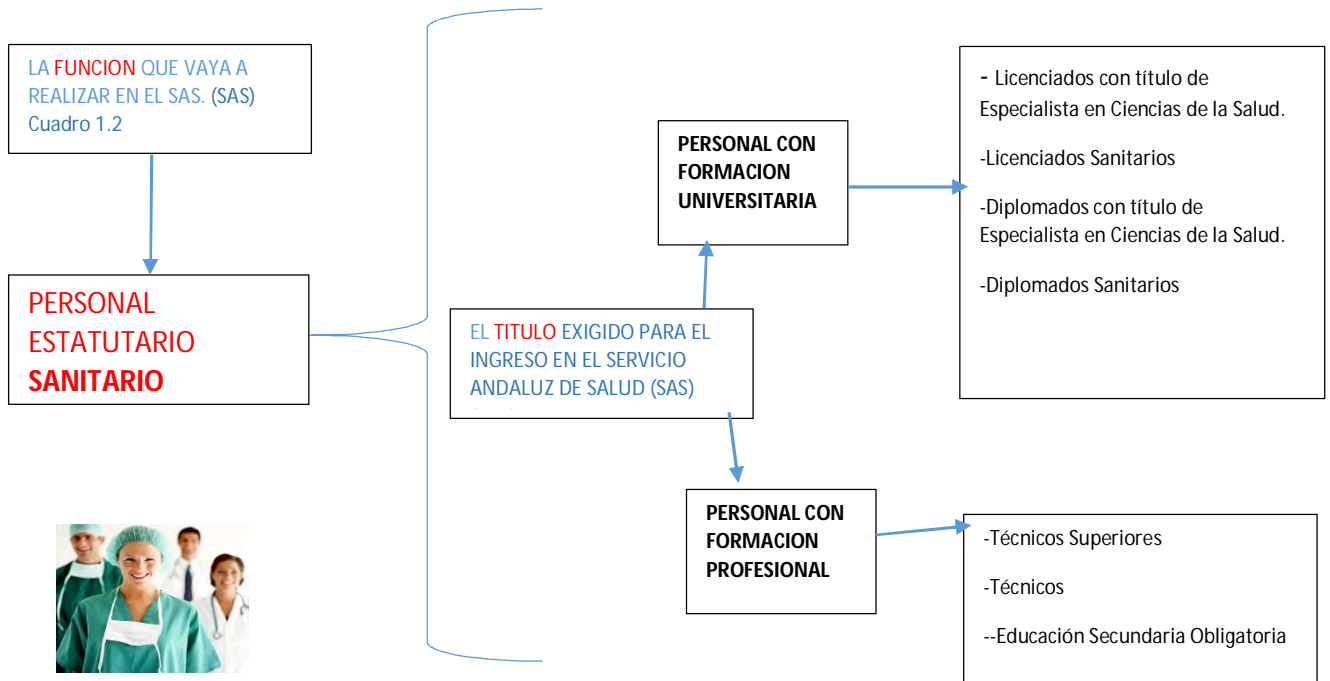 LA FUNCION QUE VAYA A
REALIZAR EN EL SAS. (SAS)
Cuadro 1.2
PERSONAL
ESTATUTARIO
SANITARIO
EL TITULO EXIGIDO PARA EL
INGRESO EN EL SERVICIO
ANDALUZ DE SALUD (SAS)
PERSONAL CON
FORMACION
UNIVERSITARIA
- Licenciados con título de
Especialista en Ciencias de la Salud.
-Licenciados Sanitarios
-Diplomados con título de
Especialista en Ciencias de la Salud.
-Diplomados Sanitarios
PERSONAL CON
FORMACION
PROFESIONAL
-Técnicos Superiores
-Técnicos
--Educación Secundaria Obligatoria